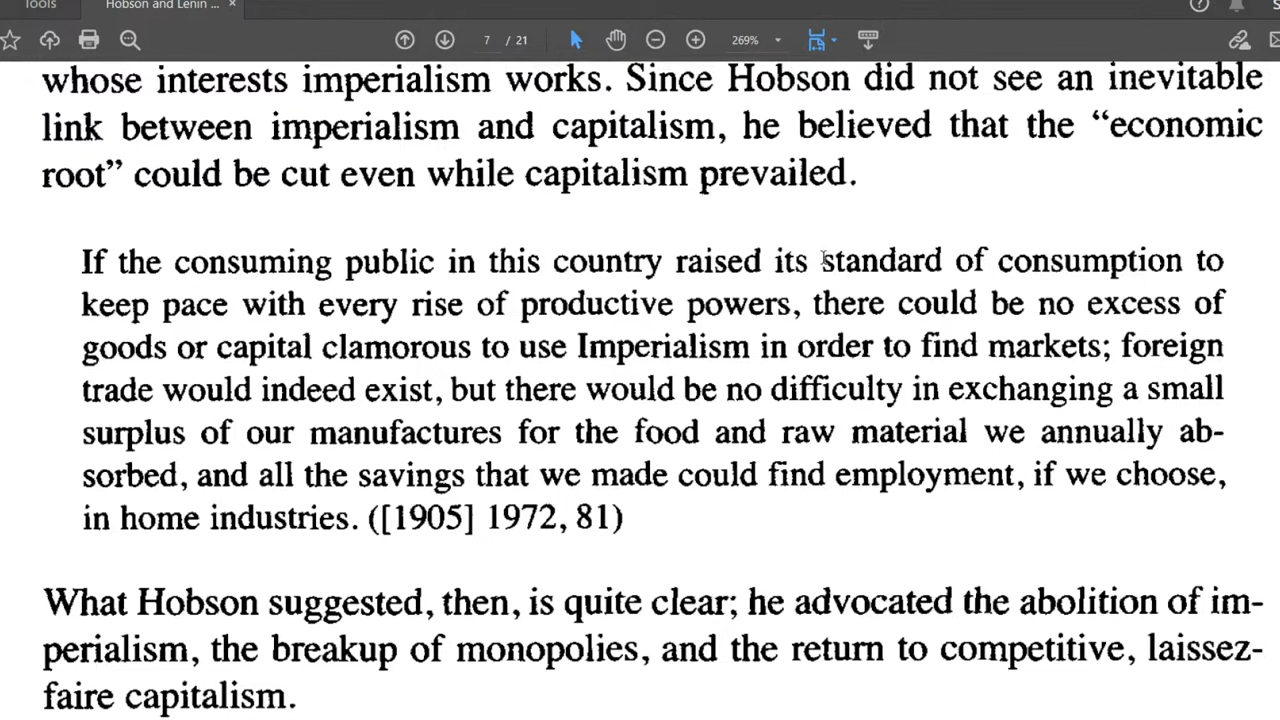 Tools
Hobson and Lenin ... ×
7 / 21
269%
whose interests imperialism works. Since Hobson did not see an inevitable
link between imperialism and capitalism, he believed that the “economic
root” could be cut even while capitalism prevailed.
If the consuming public in this country raised its standard of consumption to
keep pace with every rise of productive powers, there could be no excess of
goods or capital clamorous to use Imperialism in order to find markets; foreign
trade would indeed exist, but there would be no difficulty in exchanging a small
surplus of our manufactures for the food and raw material we annually ab-
sorbed, and all the savings that we made could find employment, if we choose,
in home industries. ([1905] 1972, 81)
What Hobson suggested, then, is quite clear; he advocated the abolition of im-
perialism, the breakup of monopolies, and the return to competitive, laissez-
faire capitalism.